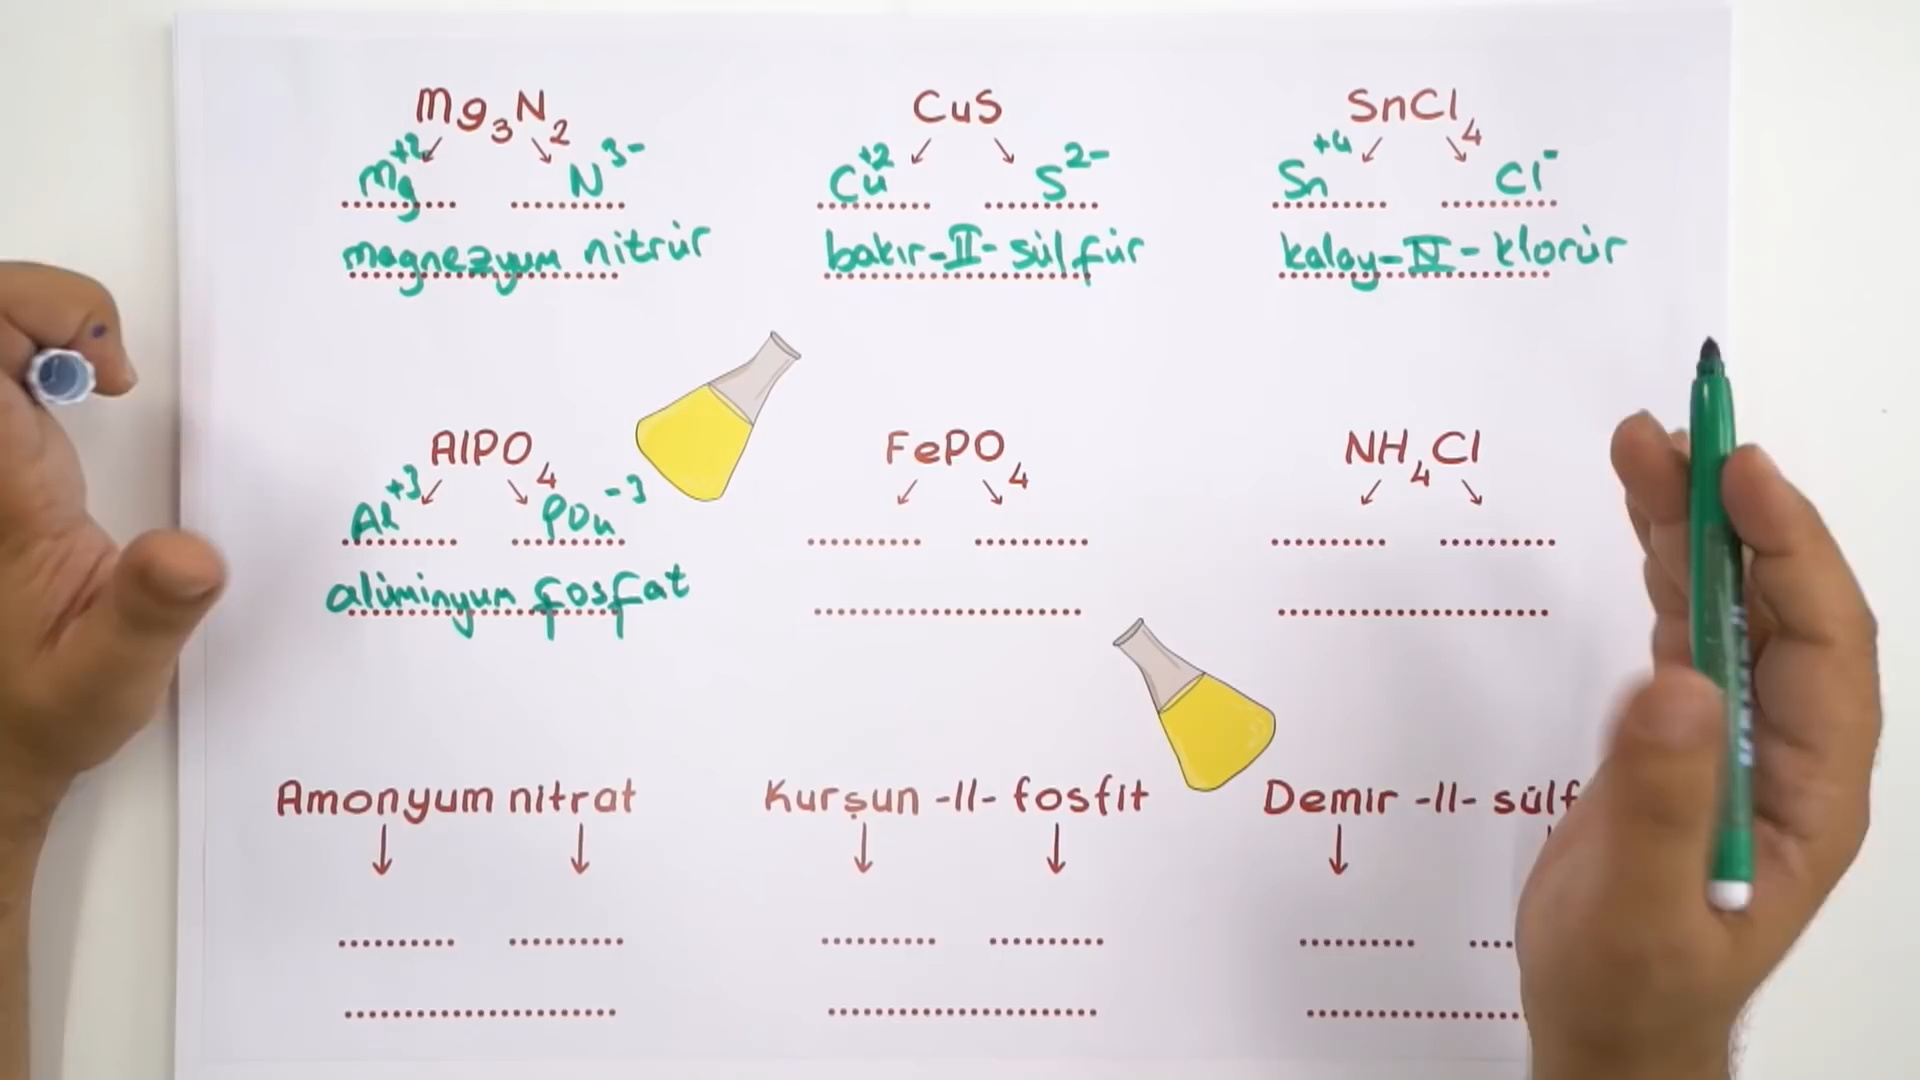 Mg₃N₂
Mg⁺² N³⁻
magnezyum nitrür
CuS
Cu⁺² S²⁻
bakır-II-sülfür
SnCl₄
Sn⁺⁴ Cl⁻
kalay-IV-klorür
AlPO₄
Al⁺³ PO₄⁻³
alüminyum fosfat
FePO₄
NH₄Cl
Amonyum nitrat
Kurşun -II- fosfit
Demir -II- sülf